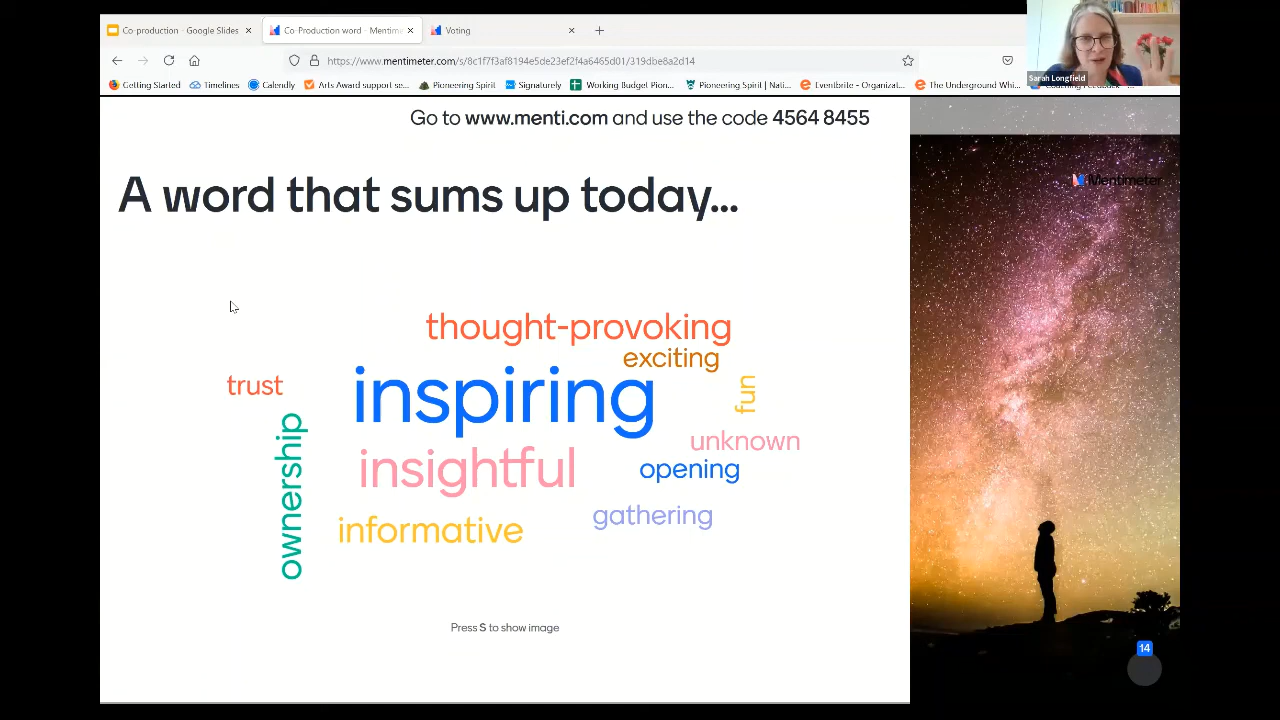 Co-production - Google Slides
Co-Production word - Mentime
Voting
https://www.mentimeter.com/s/8c1f7f3af8194e5de23ef2f4a6465d01/319dbe8a2d14
Sarah Longfield
Getting Started
Timelines
Calendly
Arts Award support se...
Pioneering Spirit
Signaturely
Working Budget Pion...
Pioneering Spirit | Nati...
Eventbrite - Organizat...
The Underground Whi...
Go to www.menti.com and use the code 4564 8455
Mentimeter
A word that sums up today...
thought-provoking
exciting
trust
inspiring
fun
ownership
unknown
insightful
opening
gathering
informative
Press S to show image
14